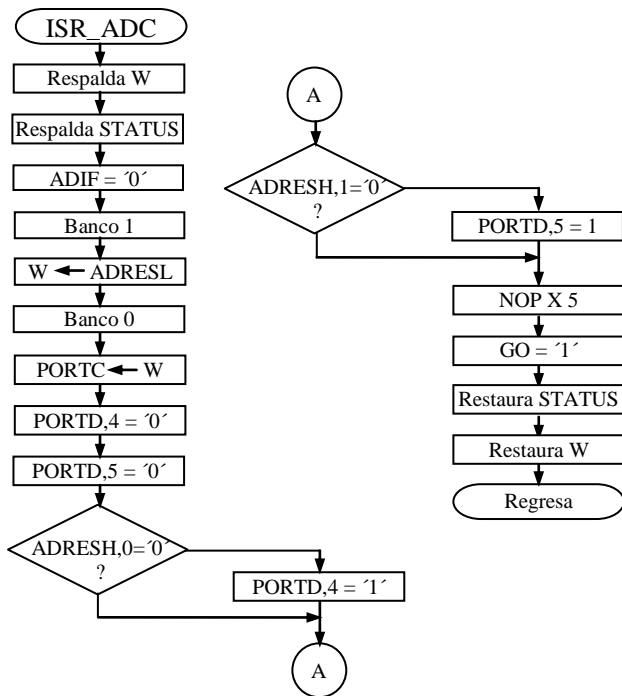 ISR_ADC
Respalda W
Respalda STATUS
ADIF = ´0´
Banco 1
W ← ADRESL
Banco 0
PORTC ← W
PORTD,4 = ´0´
PORTD,5 = ´0´
ADRESH,0=´0´
?
PORTD,4 = ´1´
A
A
ADRESH,1=´0´
?
PORTD,5 = 1
NOP X 5
GO = ´1´
Restaura STATUS
Restaura W
Regresa